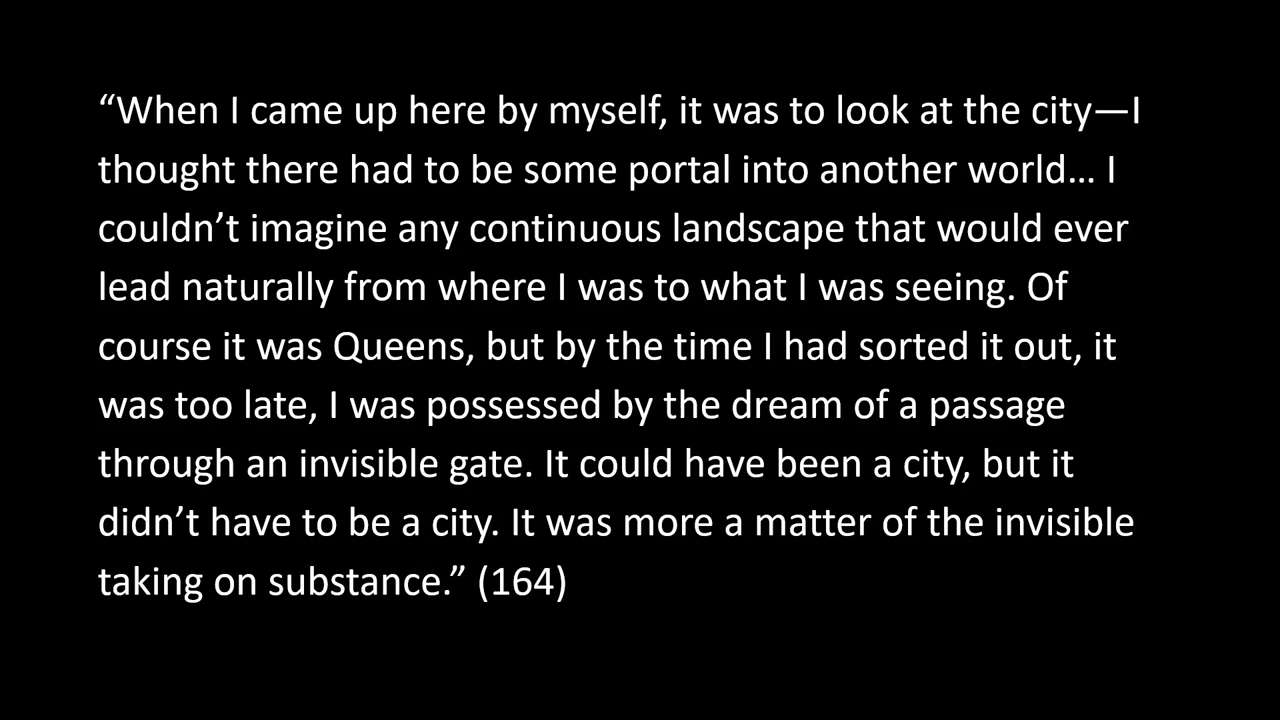 “When I came up here by myself, it was to look at the city—I
thought there had to be some portal into another world… I
couldn’t imagine any continuous landscape that would ever
lead naturally from where I was to what I was seeing. Of
course it was Queens, but by the time I had sorted it out, it
was too late, I was possessed by the dream of a passage
through an invisible gate. It could have been a city, but it
didn’t have to be a city. It was more a matter of the invisible
taking on substance.” (164)